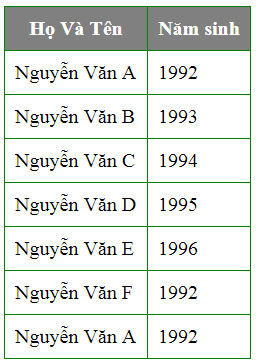 Họ Và Tên Năm sinh
Nguyễn Văn A 1992
Nguyễn Văn B 1993
Nguyễn Văn C 1994
Nguyễn Văn D 1995
Nguyễn Văn E 1996
Nguyễn Văn F 1992
Nguyễn Văn A 1992